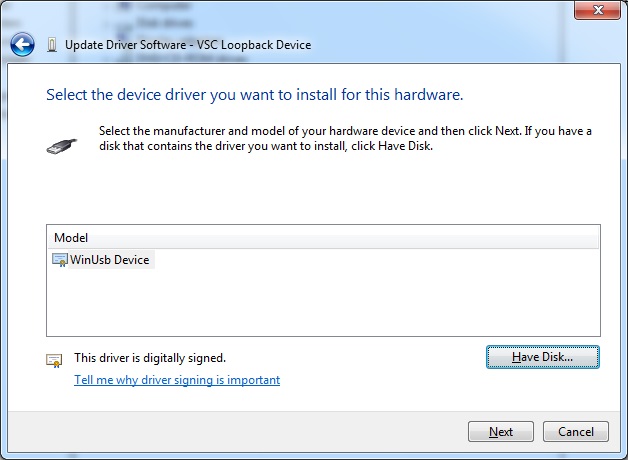 Computer
Disk drives
Update Driver Software - VSC Loopback Device
Select the device driver you want to install for this hardware.
Select the manufacturer and model of your hardware device and then click Next. If you have a
disk that contains the driver you want to install, click Have Disk.
Model
WinUsb Device
This driver is digitally signed.
Have Disk...
Tell me why driver signing is important
Next
Cancel